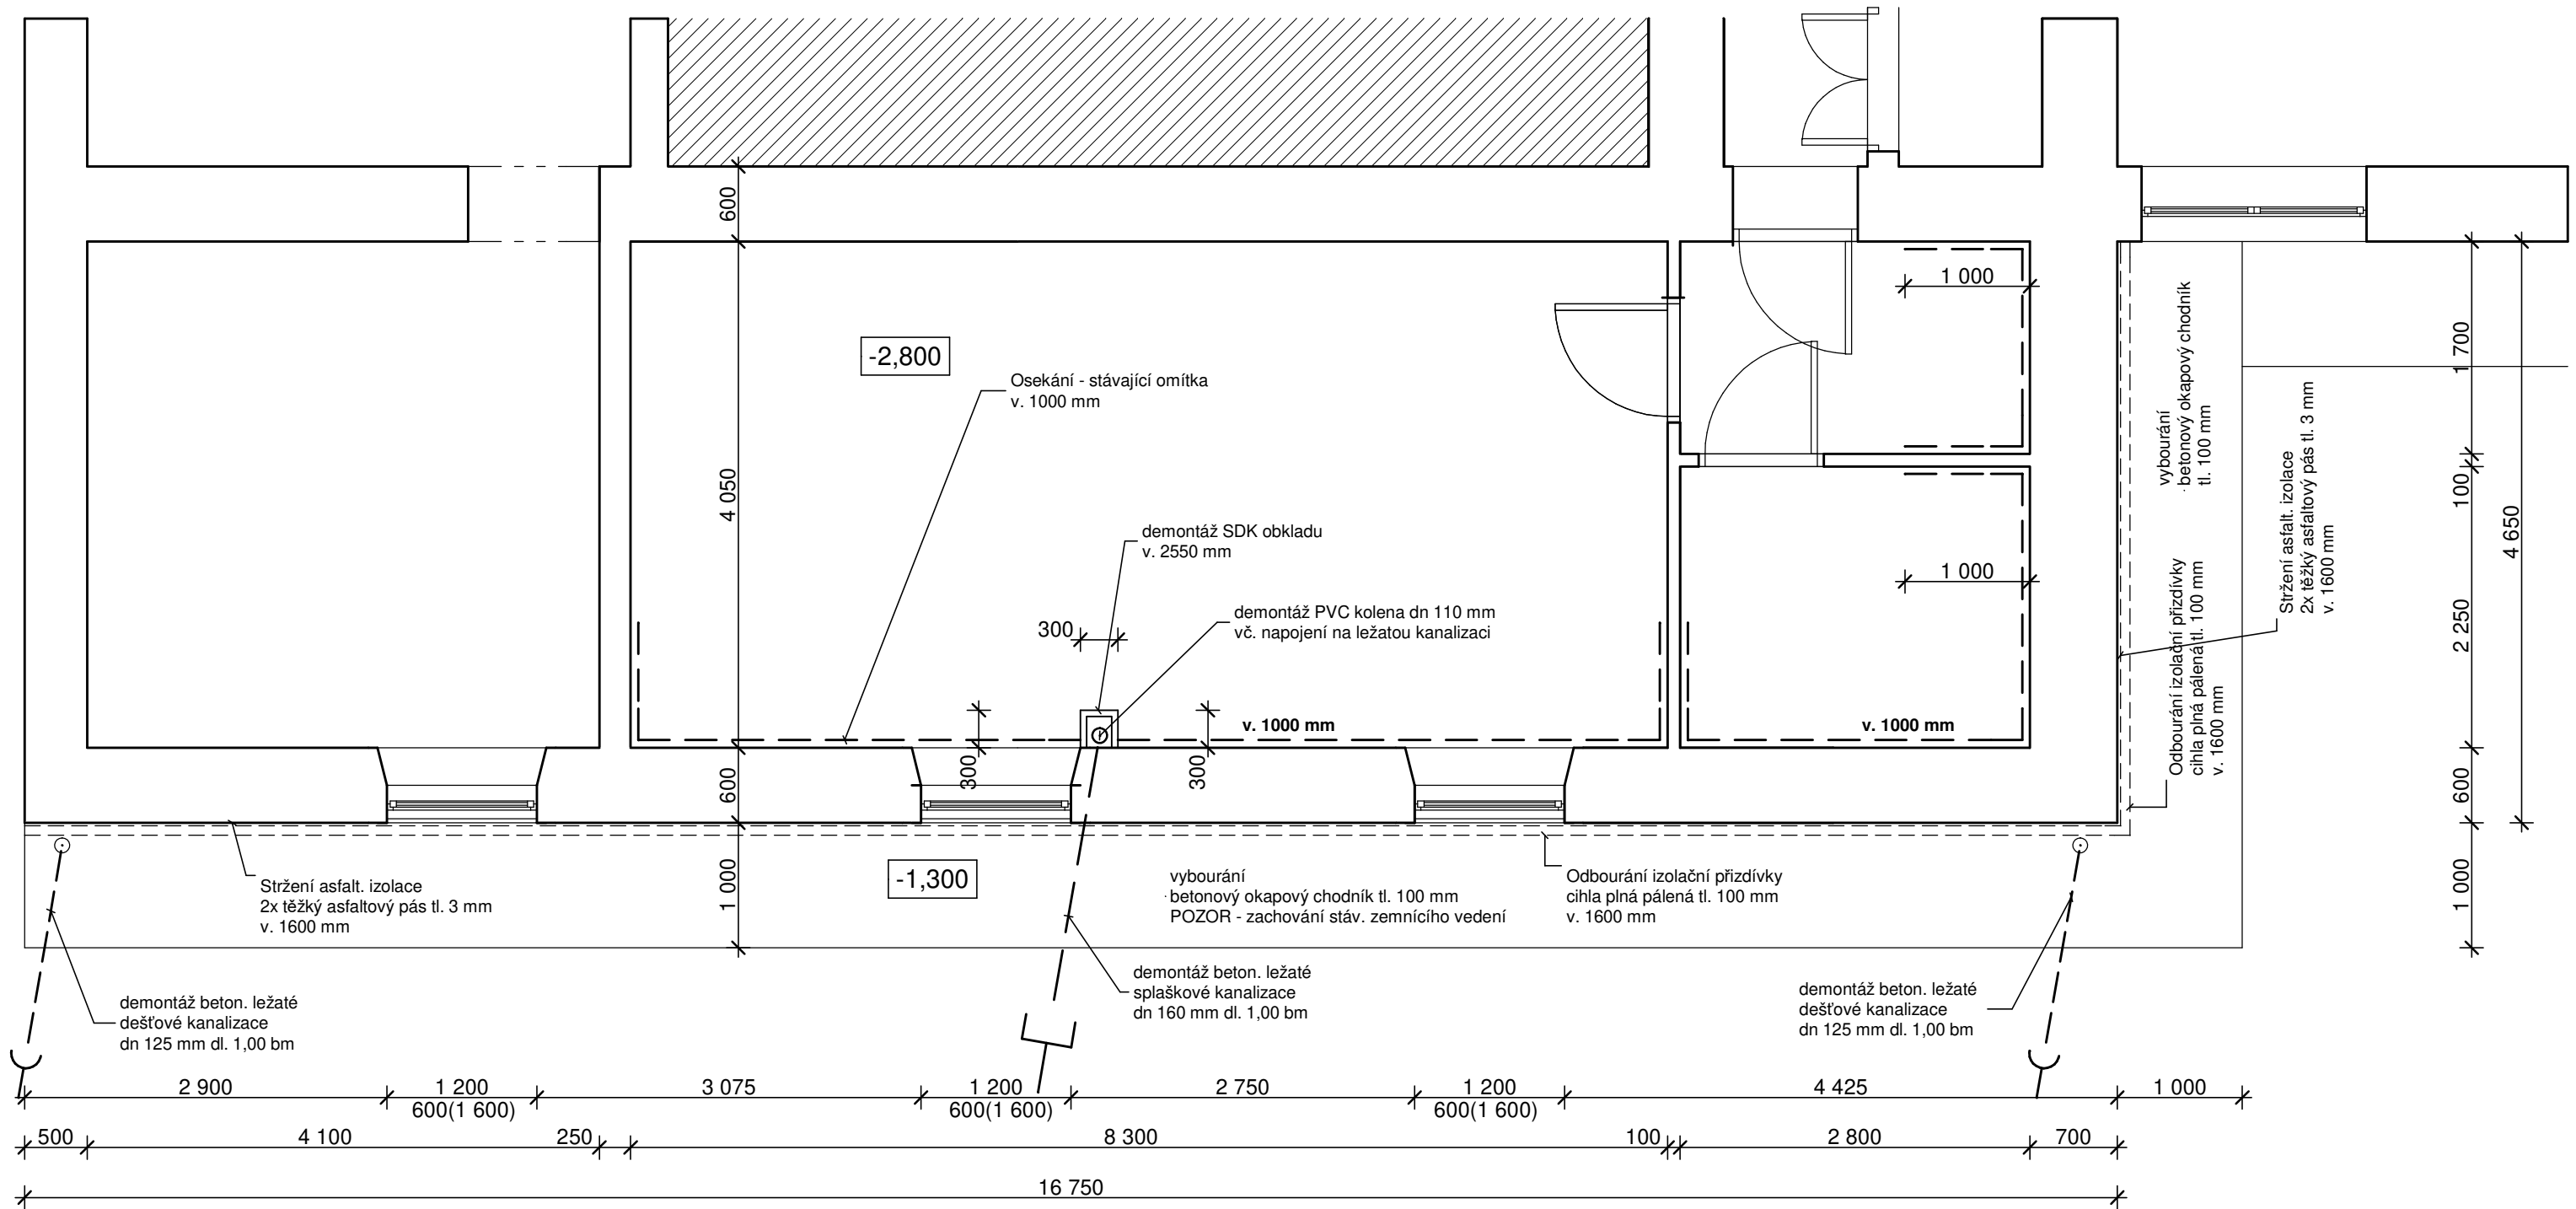 600
1 000
-2,800
1 700
vybourání
betonový okapový chodník
tl. 100 mm
Osekání - stávající omítka
v. 1000 mm
Stržení asfalt. izolace
2x těžký asfaltový pás tl. 3 mm
v. 1600 mm
4 050
100
4 650
demontáž SDK obkladu
v. 2550 mm
1 000
Odbourání izolační přizdívky
cihla plná pálená tl. 100 mm
v. 1600 mm
demontáž PVC kolena dn 110 mm
vč. napojení na ležatou kanalizaci
300
2 250
v. 1000 mm
v. 1000 mm
300
300
600
600
-1,300
1 000
1 000
Stržení asfalt. izolace
2x těžký asfaltový pás tl. 3 mm
v. 1600 mm
vybourání
betonový okapový chodník tl. 100 mm
POZOR - zachování stáv. zemnícího vedení
Odbourání izolační přizdívky
cihla plná pálená tl. 100 mm
v. 1600 mm
demontáž beton. ležaté
dešťové kanalizace
dn 125 mm dl. 1,00 bm
demontáž beton. ležaté
splaškové kanalizace
dn 160 mm dl. 1,00 bm
demontáž beton. ležaté
dešťové kanalizace
dn 125 mm dl. 1,00 bm
2 900 1 200 3 075 1 200 2 750 1 200 4 425 1 000
600(1 600) 600(1 600) 600(1 600)
500 4 100 250 8 300 100 2 800 700
16 750